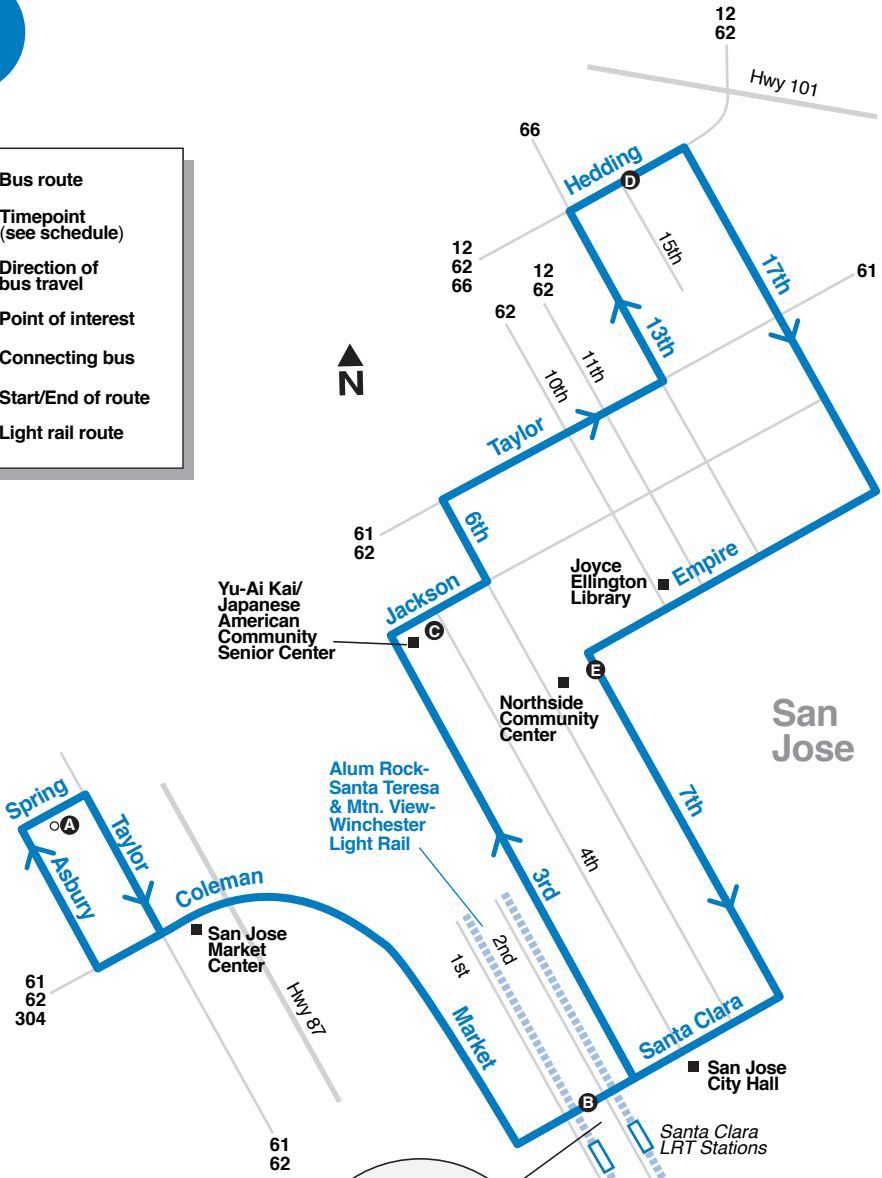 12
62
Hwy 101
Bus route
Timepoint
(see schedule)
Direction of
bus travel
Point of interest
Connecting bus
Start/End of route
Light rail route
66
Hedding
D
15th
17th
61
12
62
66
12
62
62
13th
11th
10th
N
Taylor
61
62
6th
Joyce
Ellington
Library
Empire
Yu-Ai Kai/
Japanese
American
Community
Senior Center
Jackson
C
E
Northside
Community
Center
San
Jose
Alum Rock-
Santa Teresa
& Mtn. View-
Winchester
Light Rail
7th
Spring
A
Taylor
Asbury
Coleman
4th
3rd
San Jose
Market
Center
2nd
1st
61
62
304
Hwy 87
Market
Santa Clara
San Jose
City Hall
B
Santa Clara
LRT Stations
61
62